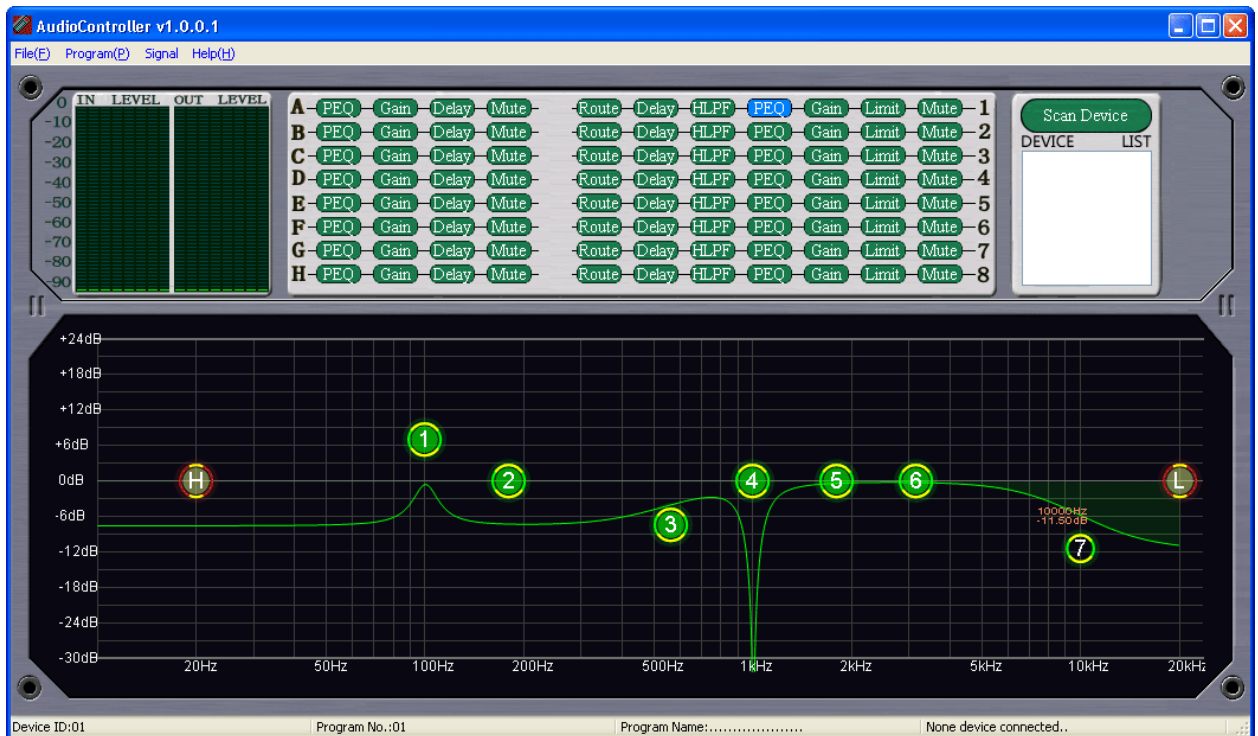 AudioController v1.0.0.1
File(F) Program(P) Signal Help(H)
IN LEVEL OUT LEVEL
0
-10
-20
-30
-40
-50
-60
-70
-80
-90
A PEQ Gain Delay Mute Route Delay HLPF PEQ Gain Limit Mute 1
B PEQ Gain Delay Mute Route Delay HLPF PEQ Gain Limit Mute 2
C PEQ Gain Delay Mute Route Delay HLPF PEQ Gain Limit Mute 3
D PEQ Gain Delay Mute Route Delay HLPF PEQ Gain Limit Mute 4
E PEQ Gain Delay Mute Route Delay HLPF PEQ Gain Limit Mute 5
F PEQ Gain Delay Mute Route Delay HLPF PEQ Gain Limit Mute 6
G PEQ Gain Delay Mute Route Delay HLPF PEQ Gain Limit Mute 7
H PEQ Gain Delay Mute Route Delay HLPF PEQ Gain Limit Mute 8
Scan Device
DEVICE LIST
+24dB
+18dB
+12dB
+6dB
0dB
-6dB
-12dB
-18dB
-24dB
-30dB
H
1
2
3
4
5
6
7
L
10000Hz
-11.50dB
20Hz 50Hz 100Hz 200Hz 500Hz 1kHz 2kHz 5kHz 10kHz 20kHz
Device ID:01 Program No.:01 Program Name:................... None device connected..